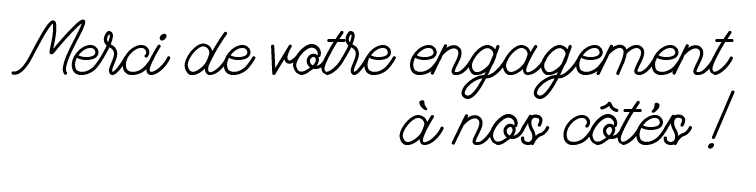 Merci de votre engagement
à nos côtés !